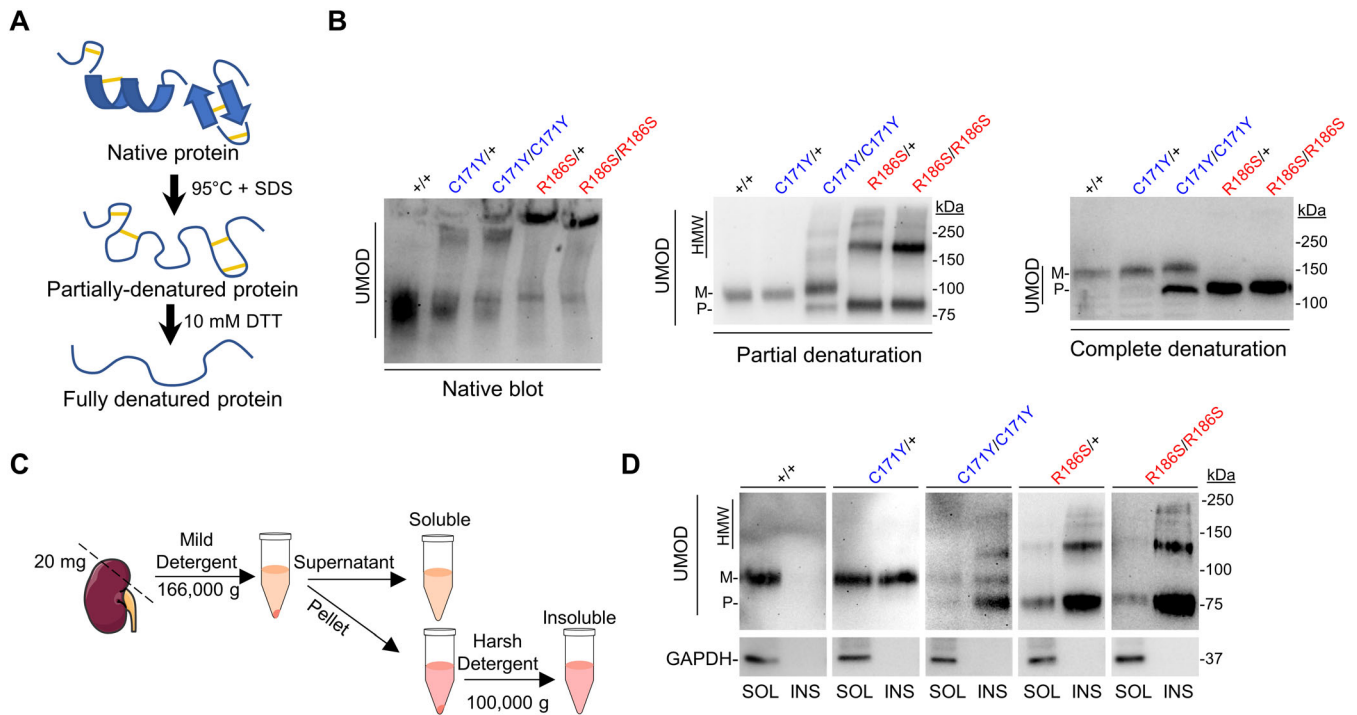 A
Native protein
95°C + SDS
Partially-denatured protein
10 mM DTT
Fully denatured protein
B
+/+
C171Y/+
C171Y/C171Y
R186S/+
R186S/R186S
UMOD
Native blot
+/+
C171Y/+
C171Y/C171Y
R186S/+
R186S/R186S
kDa
UMOD
HMW
M-
P-
-250
-150
-100
-75
Partial denaturation
+/+
C171Y/+
C171Y/C171Y
R186S/+
R186S/R186S
kDa
UMOD
M-
P-
-250
-150
-100
Complete denaturation
C
20 mg
Mild
Detergent
166,000 g
Supernatant
Soluble
Pellet
Harsh
Detergent
100,000 g
Insoluble
D
+/+
C171Y/+
C171Y/C171Y
R186S/+
R186S/R186S
kDa
UMOD
HMW
M-
P-
-250
-150
-100
-75
GAPDH-
-37
SOL INS SOL INS SOL INS SOL INS SOL INS